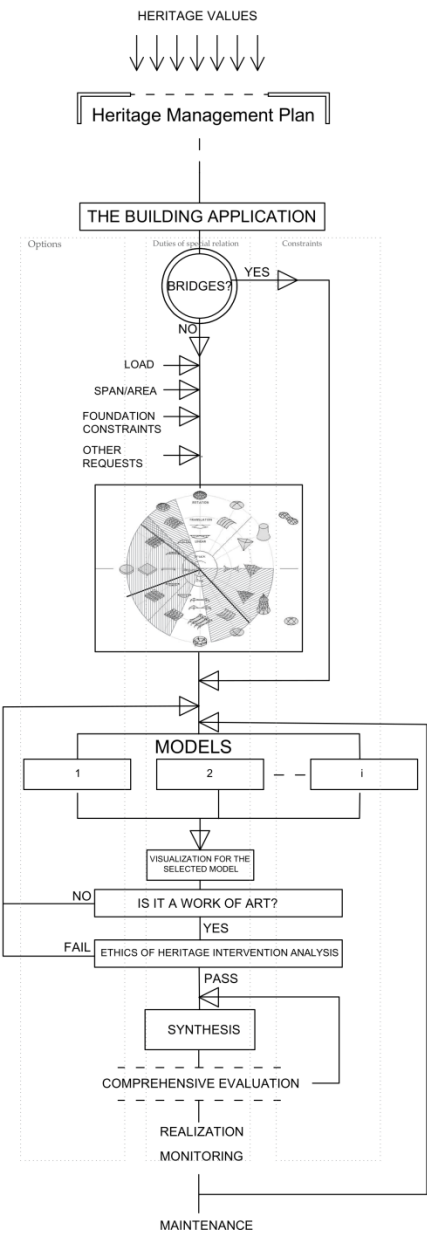 HERITAGE VALUES
Heritage Management Plan
THE BUILDING APPLICATION
Options
Duties of special relation
Constraints
BRIDGES?
YES
NO
LOAD
SPAN/AREA
FOUNDATION
CONSTRAINTS
OTHER
REQUESTS
MODELS
1
2
i
VISUALIZATION FOR THE
SELECTED MODEL
NO
IS IT A WORK OF ART?
YES
FAIL
ETHICS OF HERITAGE INTERVENTION ANALYSIS
PASS
SYNTHESIS
COMPREHENSIVE EVALUATION
REALIZATION
MONITORING
MAINTENANCE